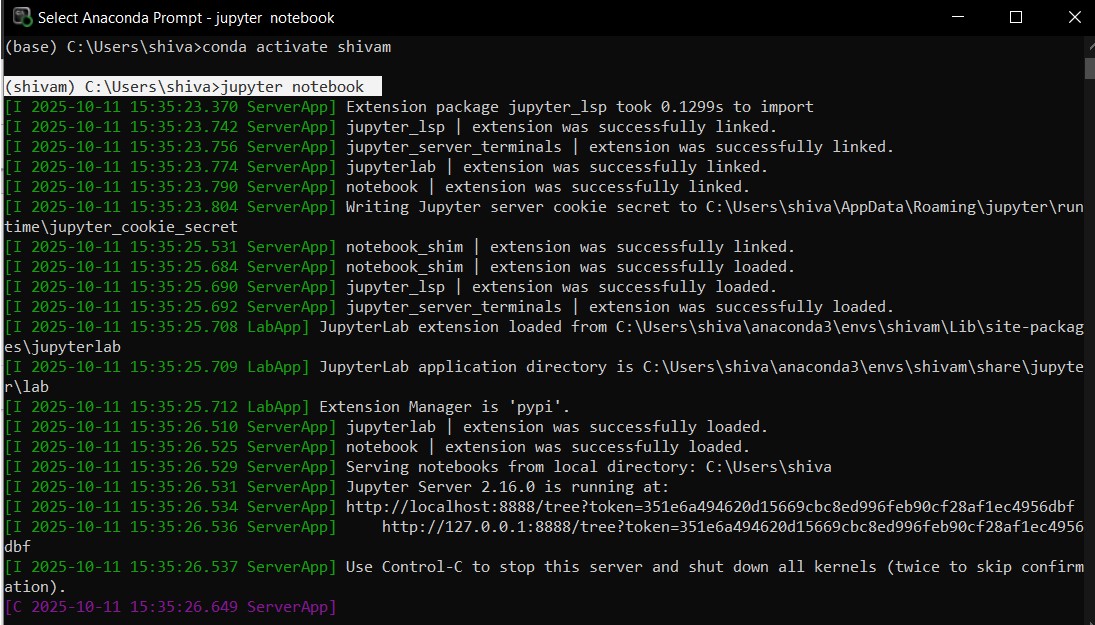 Select Anaconda Prompt - jupyter  notebook
(base) C:\Users\shiva>conda activate shivam
(shivam) C:\Users\shiva>jupyter notebook
[I 2025-10-11 15:35:23.370 ServerApp] Extension package jupyter_lsp took 0.1299s to import
[I 2025-10-11 15:35:23.742 ServerApp] jupyter_lsp | extension was successfully linked.
[I 2025-10-11 15:35:23.756 ServerApp] jupyter_server_terminals | extension was successfully linked.
[I 2025-10-11 15:35:23.774 ServerApp] jupyterlab | extension was successfully linked.
[I 2025-10-11 15:35:23.790 ServerApp] notebook | extension was successfully linked.
[I 2025-10-11 15:35:23.804 ServerApp] Writing Jupyter server cookie secret to C:\Users\shiva\AppData\Roaming\jupyter\run
time\jupyter_cookie_secret
[I 2025-10-11 15:35:25.531 ServerApp] notebook_shim | extension was successfully linked.
[I 2025-10-11 15:35:25.684 ServerApp] notebook_shim | extension was successfully loaded.
[I 2025-10-11 15:35:25.690 ServerApp] jupyter_lsp | extension was successfully loaded.
[I 2025-10-11 15:35:25.692 ServerApp] jupyter_server_terminals | extension was successfully loaded.
[I 2025-10-11 15:35:25.708 LabApp] JupyterLab extension loaded from C:\Users\shiva\anaconda3\envs\shivam\Lib\site-packag
es\jupyterlab
[I 2025-10-11 15:35:25.709 LabApp] JupyterLab application directory is C:\Users\shiva\anaconda3\envs\shivam\share\jupyte
r\lab
[I 2025-10-11 15:35:25.712 LabApp] Extension Manager is 'pypi'.
[I 2025-10-11 15:35:26.510 ServerApp] jupyterlab | extension was successfully loaded.
[I 2025-10-11 15:35:26.525 ServerApp] notebook | extension was successfully loaded.
[I 2025-10-11 15:35:26.529 ServerApp] Serving notebooks from local directory: C:\Users\shiva
[I 2025-10-11 15:35:26.531 ServerApp] Jupyter Server 2.16.0 is running at:
[I 2025-10-11 15:35:26.534 ServerApp] http://localhost:8888/tree?token=351e6a494620d15669cbc8ed996feb90cf28af1ec4956dbf
[I 2025-10-11 15:35:26.536 ServerApp]     http://127.0.0.1:8888/tree?token=351e6a494620d15669cbc8ed996feb90cf28af1ec4956
dbf
[I 2025-10-11 15:35:26.537 ServerApp] Use Control-C to stop this server and shut down all kernels (twice to skip confirm
ation).
[C 2025-10-11 15:35:26.649 ServerApp]